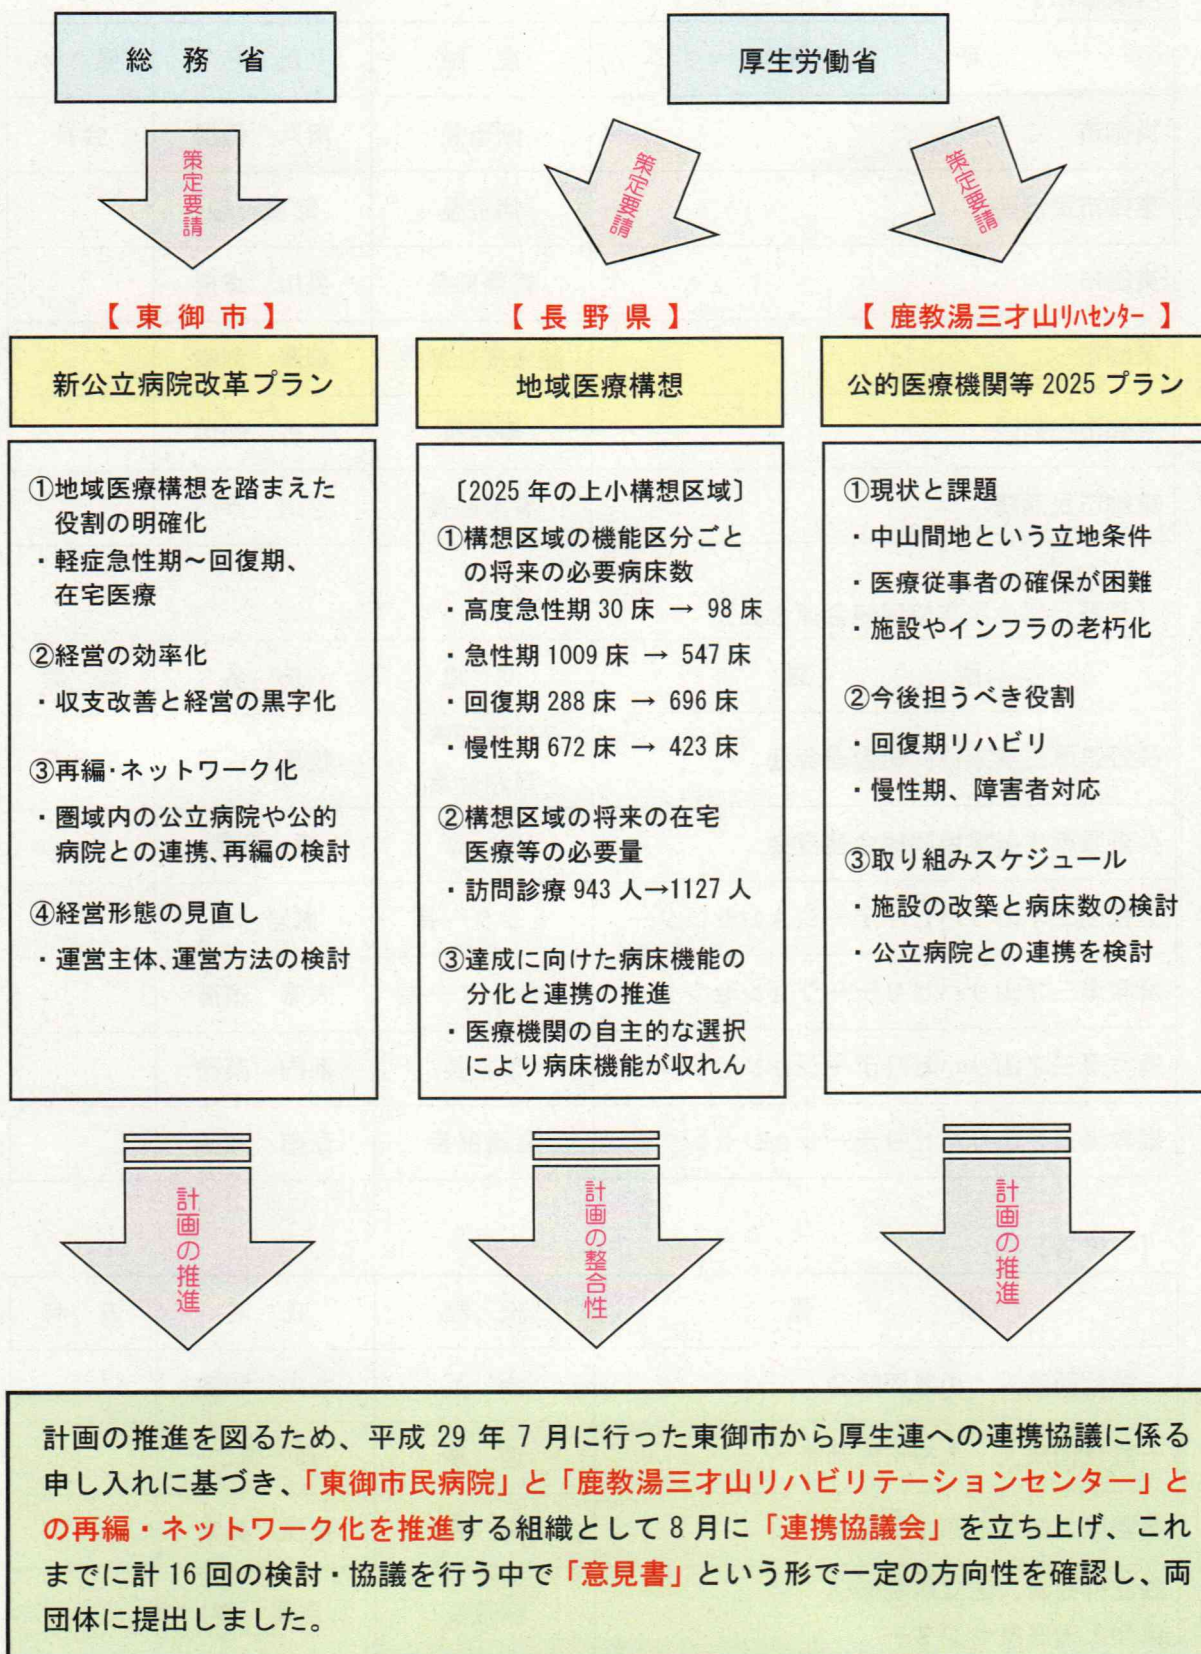 総務省
厚生労働省
策定要請
策定要請
策定要請
【東御市】
新公立病院改革プラン
①地域医療構想を踏まえた
役割の明確化
・軽症急性期～回復期、
在宅医療
②経営の効率化
・収支改善と経営の黒字化
③再編・ネットワーク化
・圏域内の公立病院や公的
病院との連携、再編の検討
④経営形態の見直し
・運営主体、運営方法の検討
計画の推進
【長野県】
地域医療構想
〔2025年の上小構想区域〕
①構想区域の機能区分ごと
の将来の必要病床数
・高度急性期 30床 → 98床
・急性期 1009床 → 547床
・回復期 288床 → 696床
・慢性期 672床 → 423床
②構想区域の将来の在宅
医療等の必要量
・訪問診療 943人→1127人
③達成に向けた病床機能の
分化と連携の推進
・医療機関の自主的な選択
により病床機能が収れん
計画の整合性
【鹿教湯三才山リハセンター】
公的医療機関等 2025 プラン
①現状と課題
・中山間地という立地条件
・医療従事者の確保が困難
・施設やインフラの老朽化
②今後担うべき役割
・回復期リハビリ
・慢性期、障害者対応
③取り組みスケジュール
・施設の改築と病床数の検討
・公立病院との連携を検討
計画の推進
計画の推進を図るため、平成 29 年 7 月に行った東御市から厚生連への連携協議に係る
申し入れに基づき、「東御市民病院」と「鹿教湯三才山リハビリテーションセンター」と
の再編・ネットワーク化を推進する組織として8月に「連携協議会」を立ち上げ、これ
までに計16回の検討・協議を行う中で「意見書」という形で一定の方向性を確認し、両
団体に提出しました。